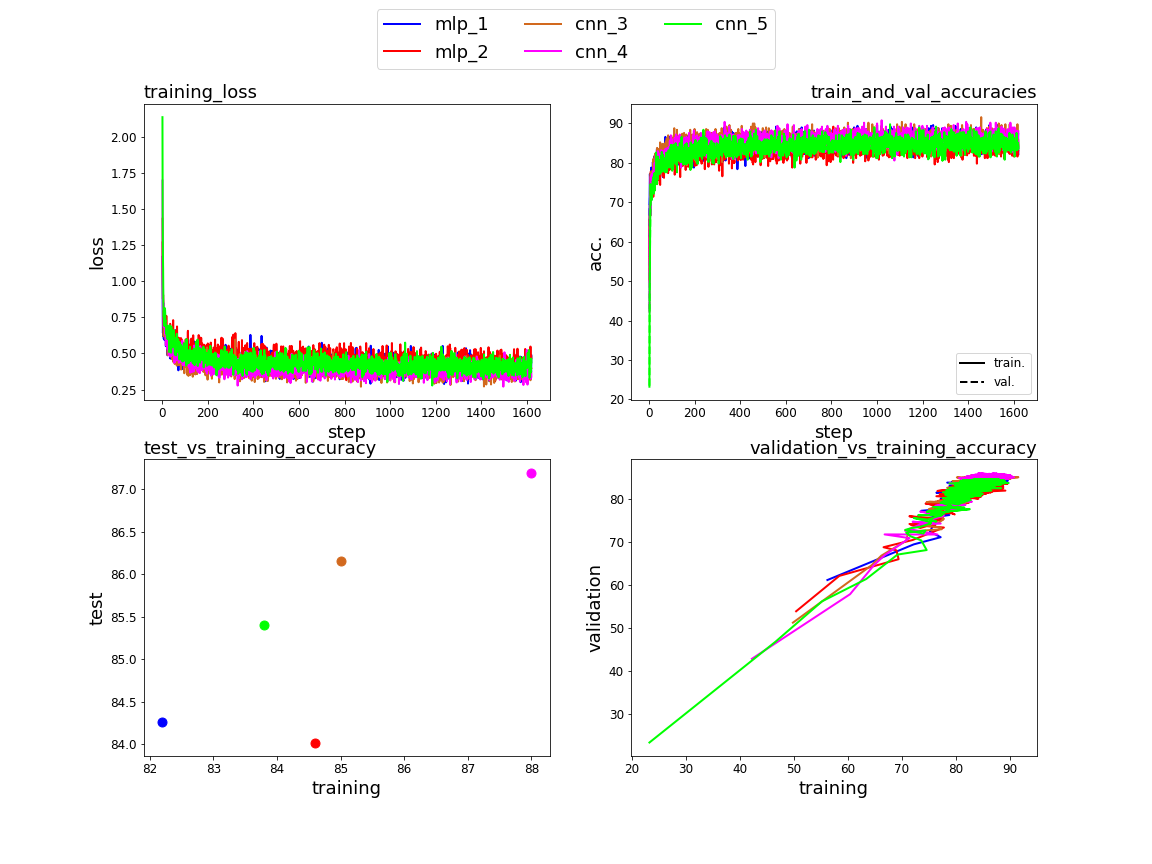 mlp_1 cnn_3 cnn_5
mlp_2 cnn_4
training_loss
2.00
1.75
1.50
1.25
1.00
0.75
0.50
0.25
loss
0 200 400 600 800 1000 1200 1400 1600
step
train_and_val_accuracies
90
80
70
60
50
40
30
20
acc.
train.
val.
0 200 400 600 800 1000 1200 1400 1600
step
test_vs_training_accuracy
87.0
86.5
86.0
85.5
85.0
84.5
84.0
test
82 83 84 85 86 87 88
training
validation_vs_training_accuracy
80
70
60
50
40
30
validation
20 30 40 50 60 70 80 90
training